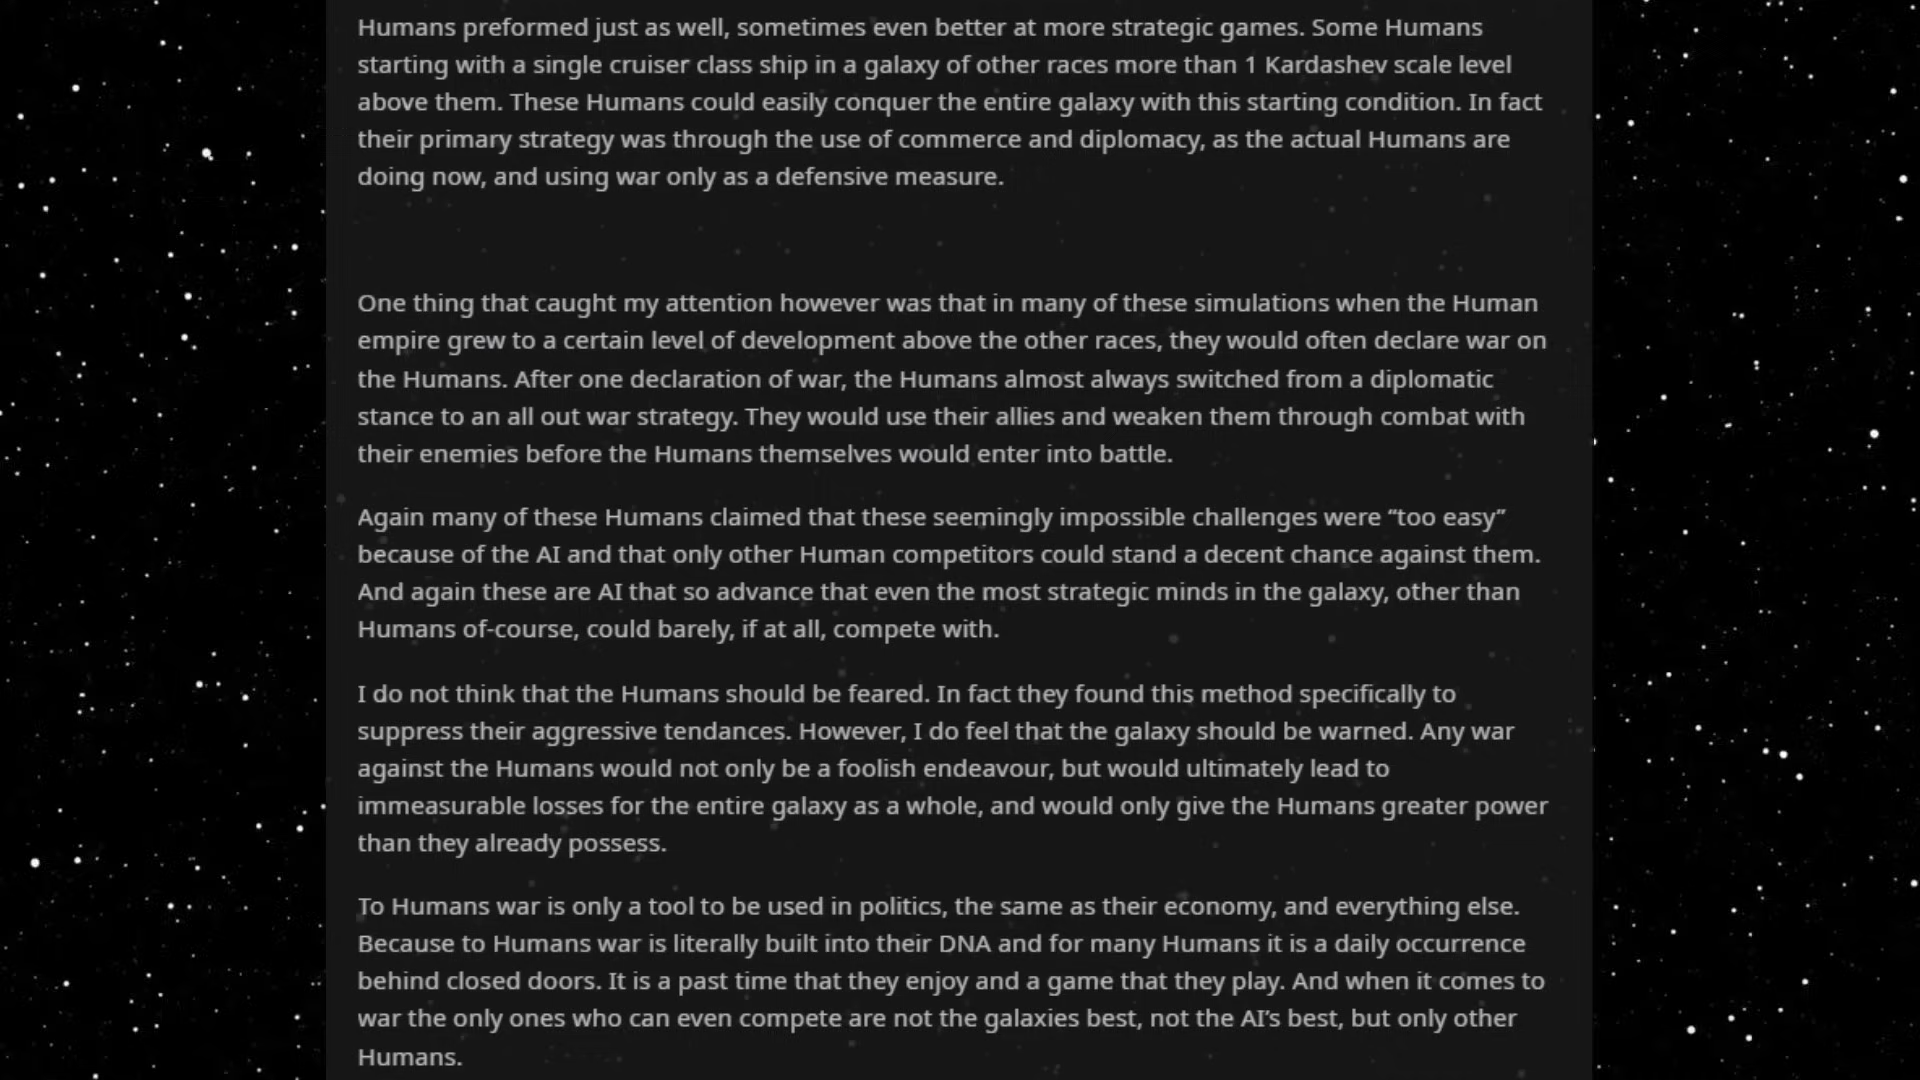 Humans preformed just as well, sometimes even better at more strategic games. Some Humans
starting with a single cruiser class ship in a galaxy of other races more than 1 Kardashev scale level
above them. These Humans could easily conquer the entire galaxy with this starting condition. In fact
their primary strategy was through the use of commerce and diplomacy, as the actual Humans are
doing now, and using war only as a defensive measure.
One thing that caught my attention however was that in many of these simulations when the Human
empire grew to a certain level of development above the other races, they would often declare war on
the Humans. After one declaration of war, the Humans almost always switched from a diplomatic
stance to an all out war strategy. They would use their allies and weaken them through combat with
their enemies before the Humans themselves would enter into battle.
Again many of these Humans claimed that these seemingly impossible challenges were “too easy”
because of the AI and that only other Human competitors could stand a decent chance against them.
And again these are AI that so advance that even the most strategic minds in the galaxy, other than
Humans of-course, could barely, if at all, compete with.
I do not think that the Humans should be feared. In fact they found this method specifically to
suppress their aggressive tendances. However, I do feel that the galaxy should be warned. Any war
against the Humans would not only be a foolish endeavour, but would ultimately lead to
immeasurable losses for the entire galaxy as a whole, and would only give the Humans greater power
than they already possess.
To Humans war is only a tool to be used in politics, the same as their economy, and everything else.
Because to Humans war is literally built into their DNA and for many Humans it is a daily occurrence
behind closed doors. It is a past time that they enjoy and a game that they play. And when it comes to
war the only ones who can even compete are not the galaxies best, not the AI’s best, but only other
Humans.